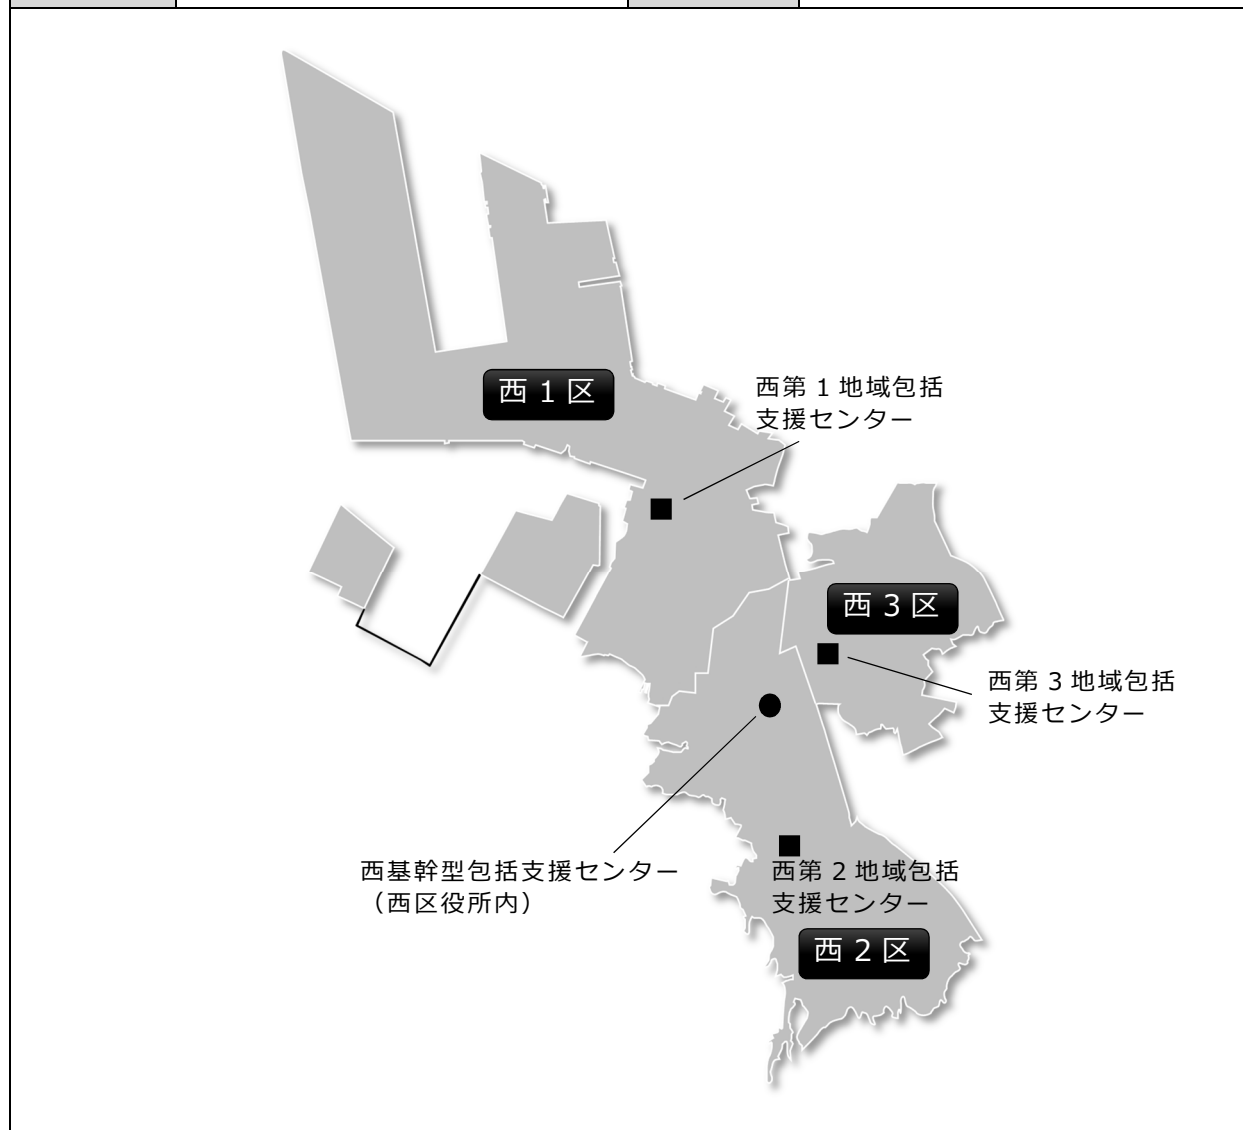 西１区
西第１地域包括
支援センター
西３区
西第３地域包括
支援センター
西基幹型包括支援センター
（西区役所内）
西第２地域包括
支援センター
西２区